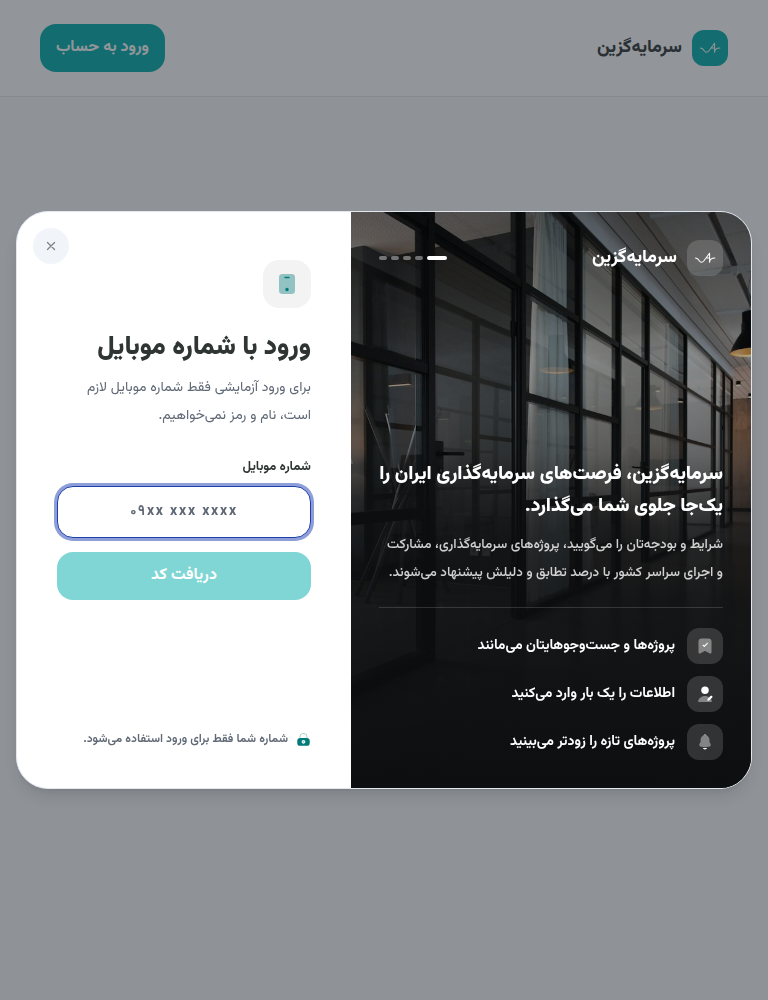 سرمایه‌گزین
ورود به حساب
سرمایه‌گزین
سرمایه‌گزین، فرصت‌های سرمایه‌گذاری ایران را
یک‌جا جلوی شما می‌گذارد.
شرایط و بودجه‌تان را می‌گویید، پروژه‌های سرمایه‌گذاری، مشارکت
و اجرای سراسر کشور با درصد تطابق و دلیلش پیشنهاد می‌شوند.
پروژه‌ها و جست‌وجوهایتان می‌مانند
اطلاعات را یک بار وارد می‌کنید
پروژه‌های تازه را زودتر می‌بینید
ورود با شماره موبایل
برای ورود آزمایشی فقط شماره موبایل لازم
است، نام و رمز نمی‌خواهیم.
شماره موبایل
۰۹xx xxx xxxx
دریافت کد
شماره شما فقط برای ورود استفاده می‌شود.